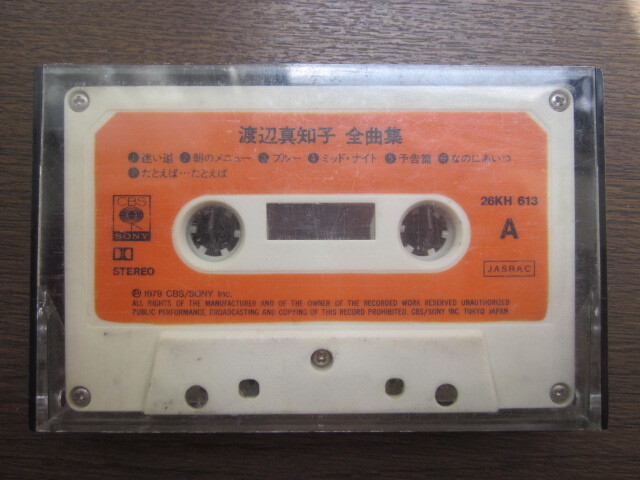 渡辺真知子 全曲集
❶迷い道 ❷朝のメニュー ❸ブルー ❹ミッド・ナイト ❺予告篇 ❻なのにあいつ
❼たとえば…たとえば
CBS
SONY
26KH 613
A
STEREO
JASRAC
Ⓟ1979 CBS/SONY Inc.
ALL RIGHTS OF THE MANUFACTURER AND OF THE OWNER OF THE RECORDED WORK RESERVED UNAUTHORIZED
PUBLIC PERFORMANCE, BROADCASTING AND COPYING OF THIS RECORD PROHIBITED. CBS/SONY INC. TOKYO JAPAN